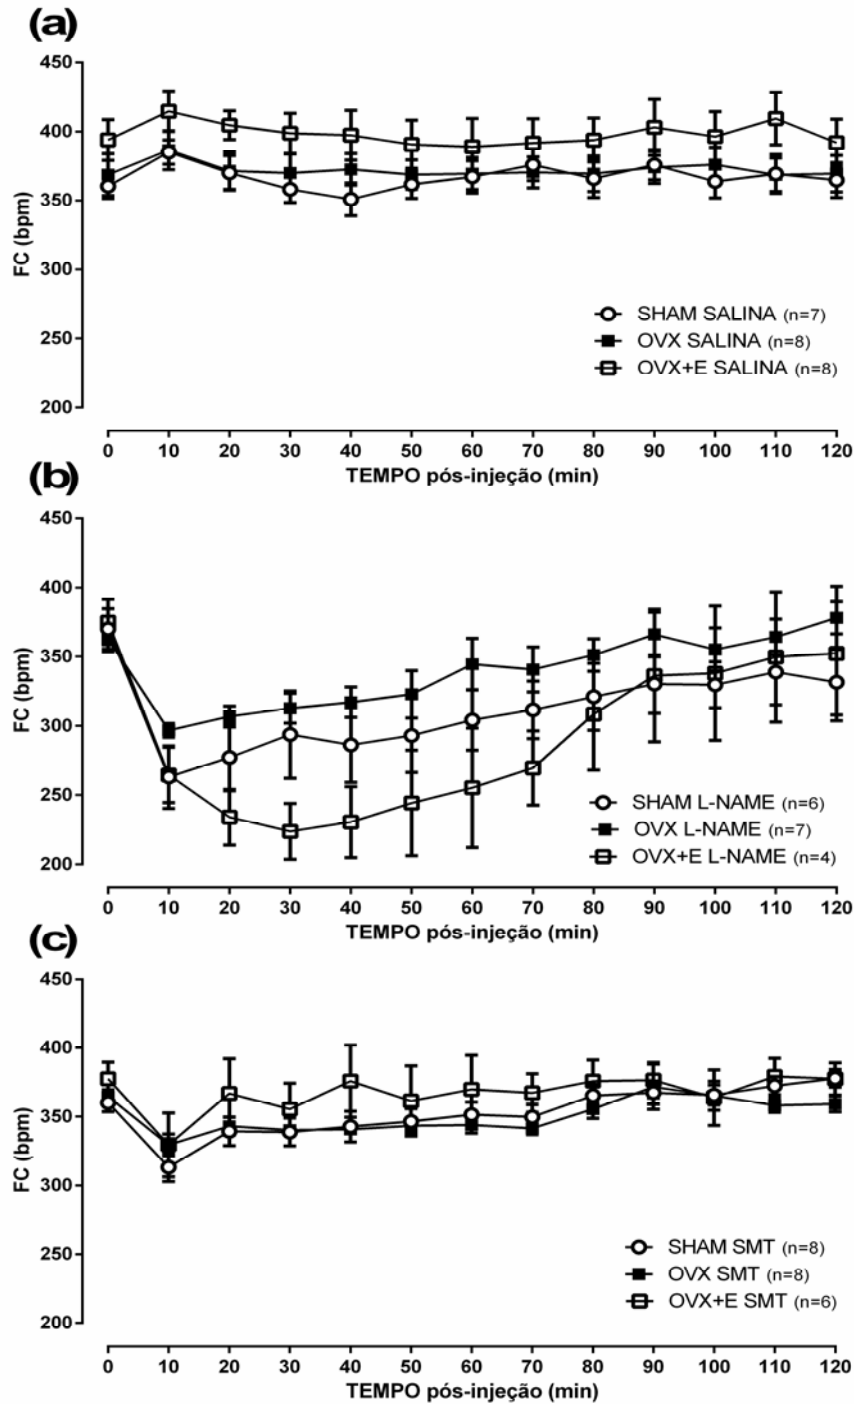 (a)
450
400
350
300
250
200
FC (bpm)
SHAM SALINA (n=7)
OVX SALINA (n=8)
OVX+E SALINA (n=8)
0 10 20 30 40 50 60 70 80 90 100 110 120
TEMPO pós-injeção (min)
(b)
450
400
350
300
250
200
FC (bpm)
SHAM L-NAME (n=6)
OVX L-NAME (n=7)
OVX+E L-NAME (n=4)
0 10 20 30 40 50 60 70 80 90 100 110 120
TEMPO pós-injeção (min)
(c)
450
400
350
300
250
200
FC (bpm)
SHAM SMT (n=8)
OVX SMT (n=8)
OVX+E SMT (n=6)
0 10 20 30 40 50 60 70 80 90 100 110 120
TEMPO pós-injeção (min)